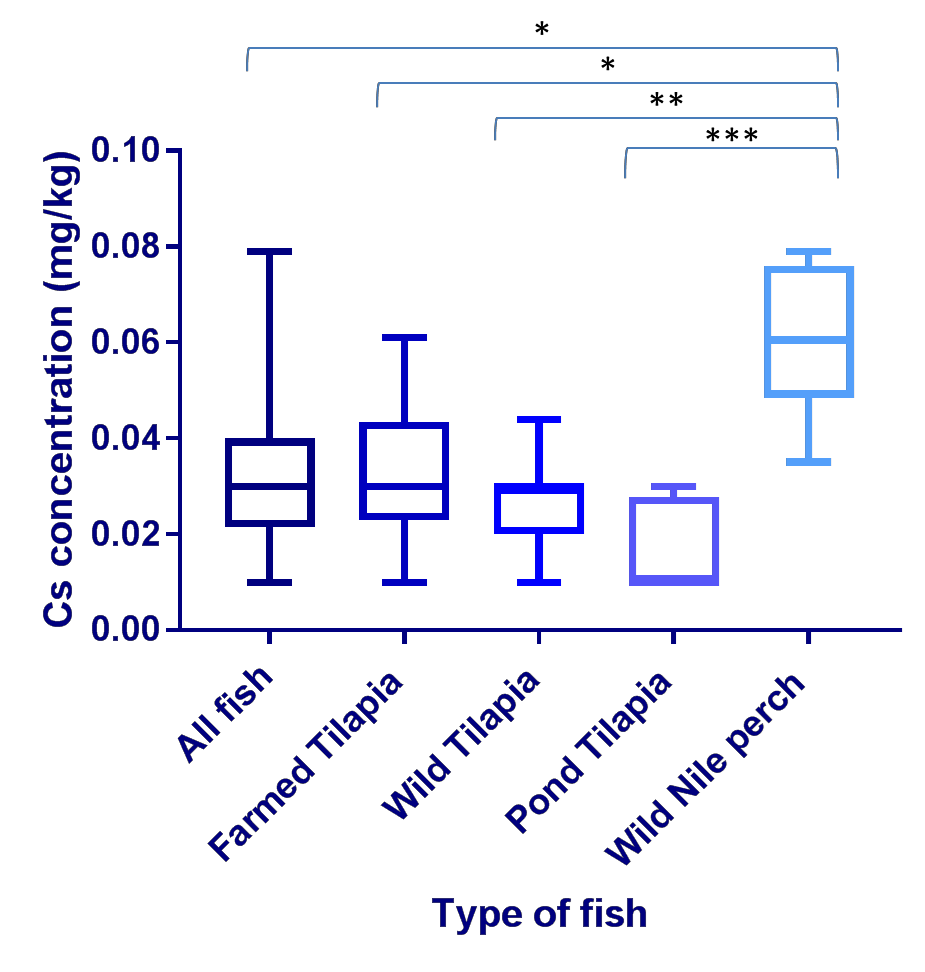 *
*
**
***
0.10
0.08
0.06
0.04
0.02
0.00
Cs concentration (mg/kg)
All fish
Farmed Tilapia
Wild Tilapia
Pond Tilapia
Wild Nile perch
Type of fish